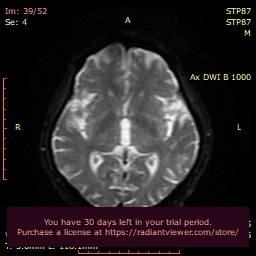 Im: 39/52
STP87
Se: 4
A
STP87
M
Ax DWI B 1000
R
L
You have 30 days left in your trial period.
Purchase a license at https://radiantviewer.com/store/